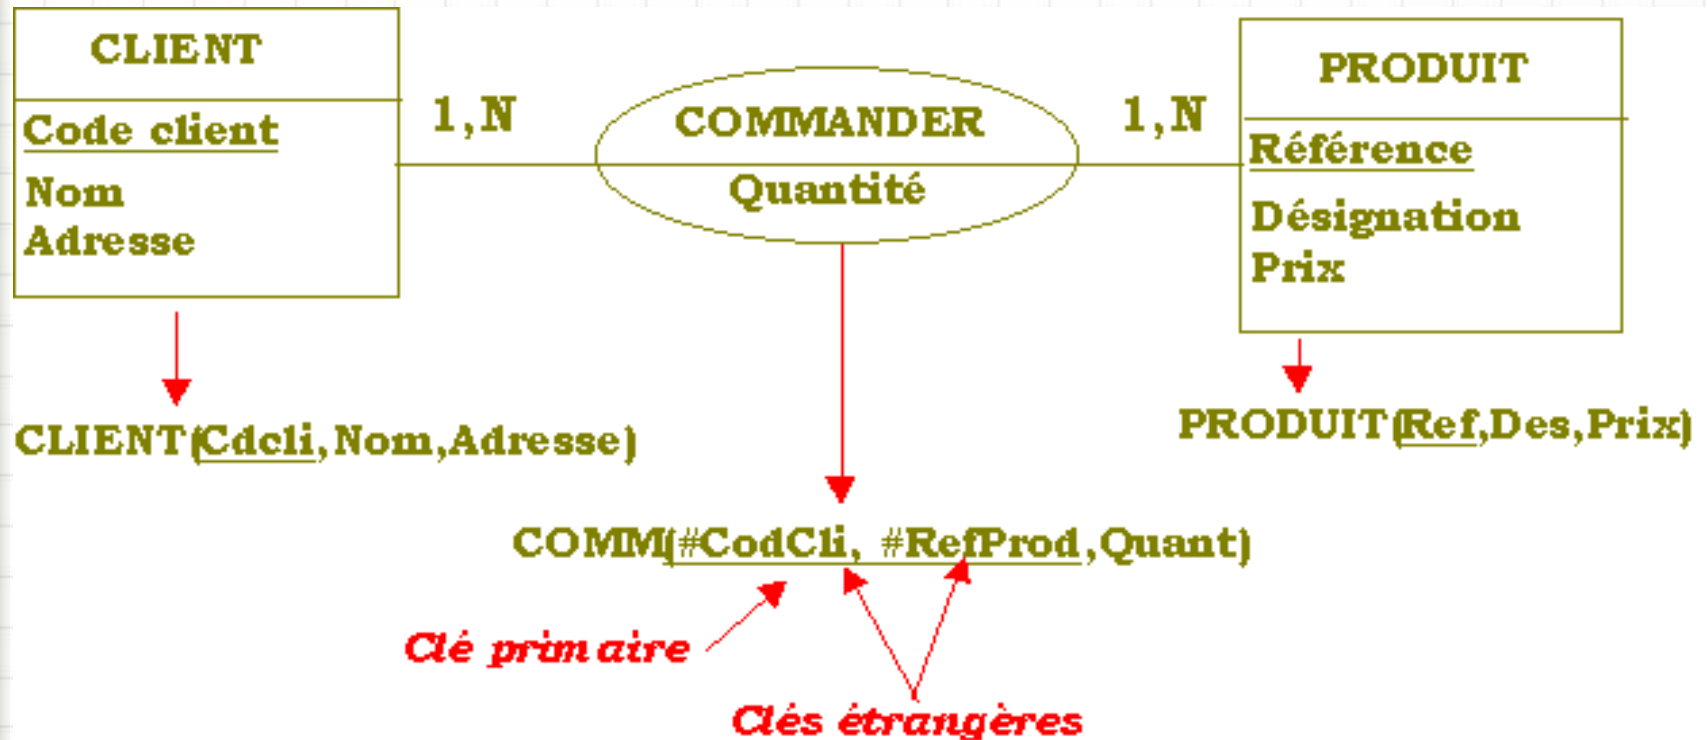 CLIENT
Code client
Nom
Adresse
1,N
COMMANDER
Quantité
1,N
PRODUIT
Référence
Désignation
Prix
CLIENT(Cdcli,Nom,Adresse)
PRODUIT(Ref,Des,Prix)
COMM(#CodCli, #RefProd,Quant)
Clé primaire
Clés étrangères